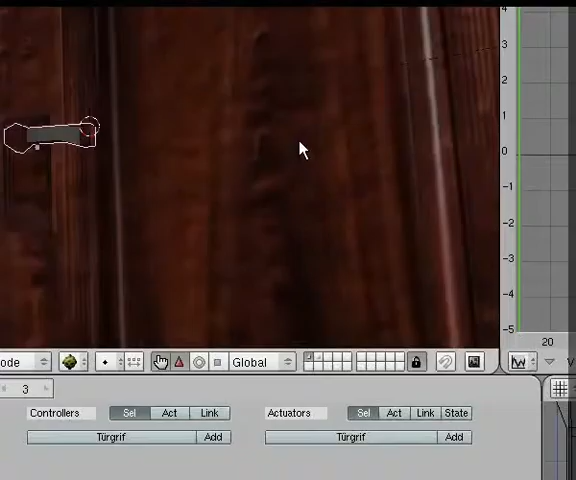 4
3
2
1
0
-1
-2
-3
-4
-5
20
ode
Global
V
3
Controllers Sel Act Link
Actuators Sel Act Link State
Türgrif Add
Türgrif Add